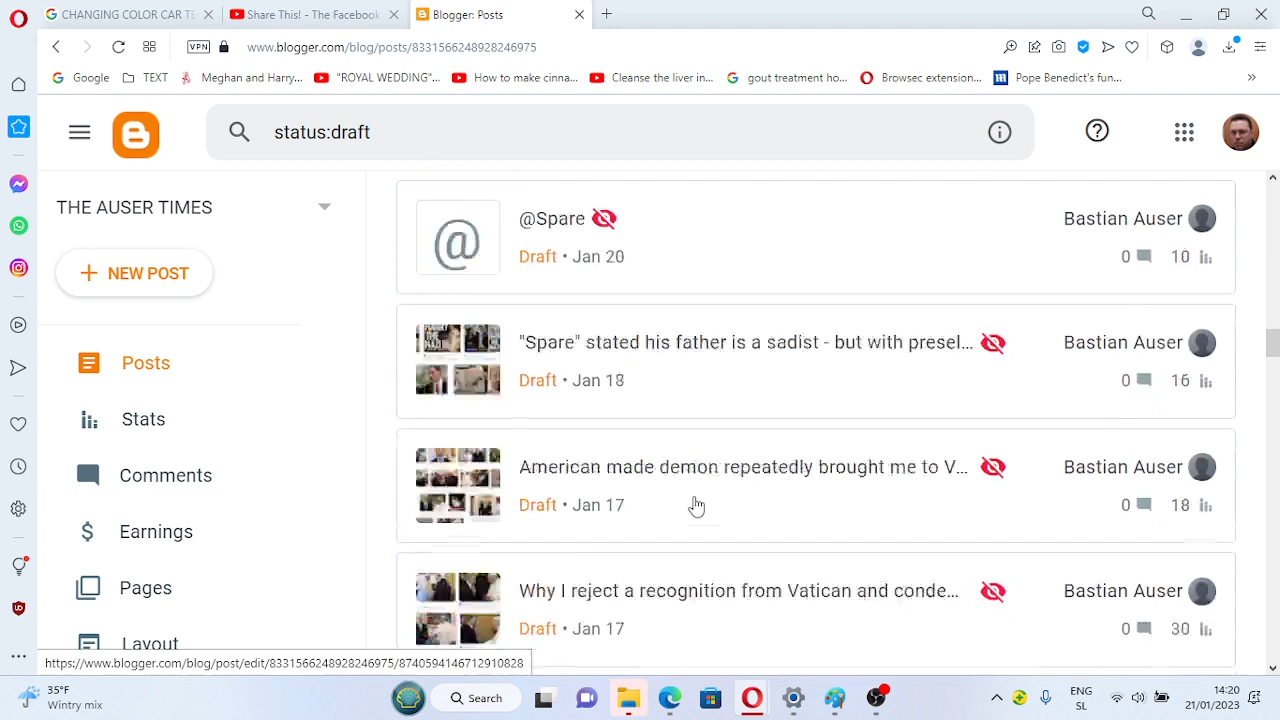 CHANGING COLOR CAR TE
Share This! - The Facebook
Blogger: Posts
VPN
www.blogger.com/blog/posts/8331566248928246975
Google
TEXT
Meghan and Harry...
"ROYAL WEDDING"...
How to make cinna...
Cleanse the liver in...
gout treatment ho...
Browsec extension...
Pope Benedict's fun...
status:draft
THE AUSER TIMES
NEW POST
Posts
Stats
Comments
Earnings
Pages
Layout
@
@Spare
Bastian Auser
Draft • Jan 20
0
10
"Spare" stated his father is a sadist - but with presel...
Bastian Auser
Draft • Jan 18
0
16
American made demon repeatedly brought me to V...
Bastian Auser
Draft • Jan 17
0
18
Why I reject a recognition from Vatican and conde...
Bastian Auser
Draft • Jan 17
0
30
https://www.blogger.com/blog/post/edit/8331566248928246975/8740594146712910828
35°F
Wintry mix
Search
ENG
SL
14:20
21/01/2023